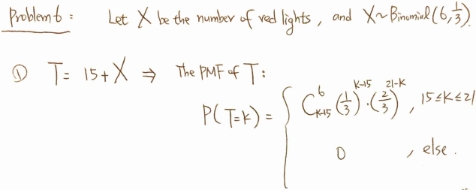 Problem 6 : Let X be the number of red lights, and X~Binomial(6, 1/3).
① T = 15 + X ⇒ The PMF of T :
P(T=k) = { C^6_{k-15} (1/3)^{k-15} · (2/3)^{21-k} , 15≤k≤21
0 , else.